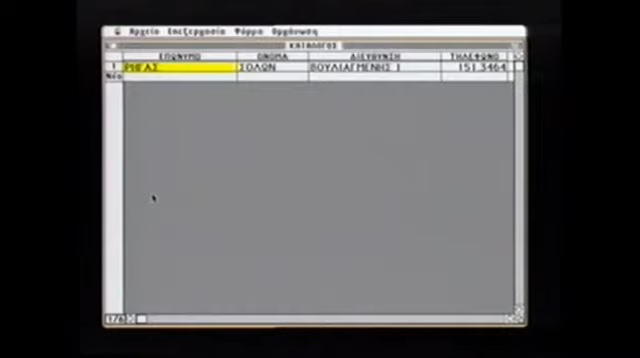 Αρχείο Επεξεργασία Φόρμα Οργάνωση
ΚΑΤΑΛΟΓΟΣ
ΕΠΩΝΥΜΟ ΟΝΟΜΑ ΔΙΕΥΘΥΝΣΗ ΤΗΛΕΦΩΝΟ
1 ΡΗΓΑΣ ΣΟΛΩΝ ΒΟΥΛΙΑΓΜΕΝΗΣ 1 151.3464
Νέο